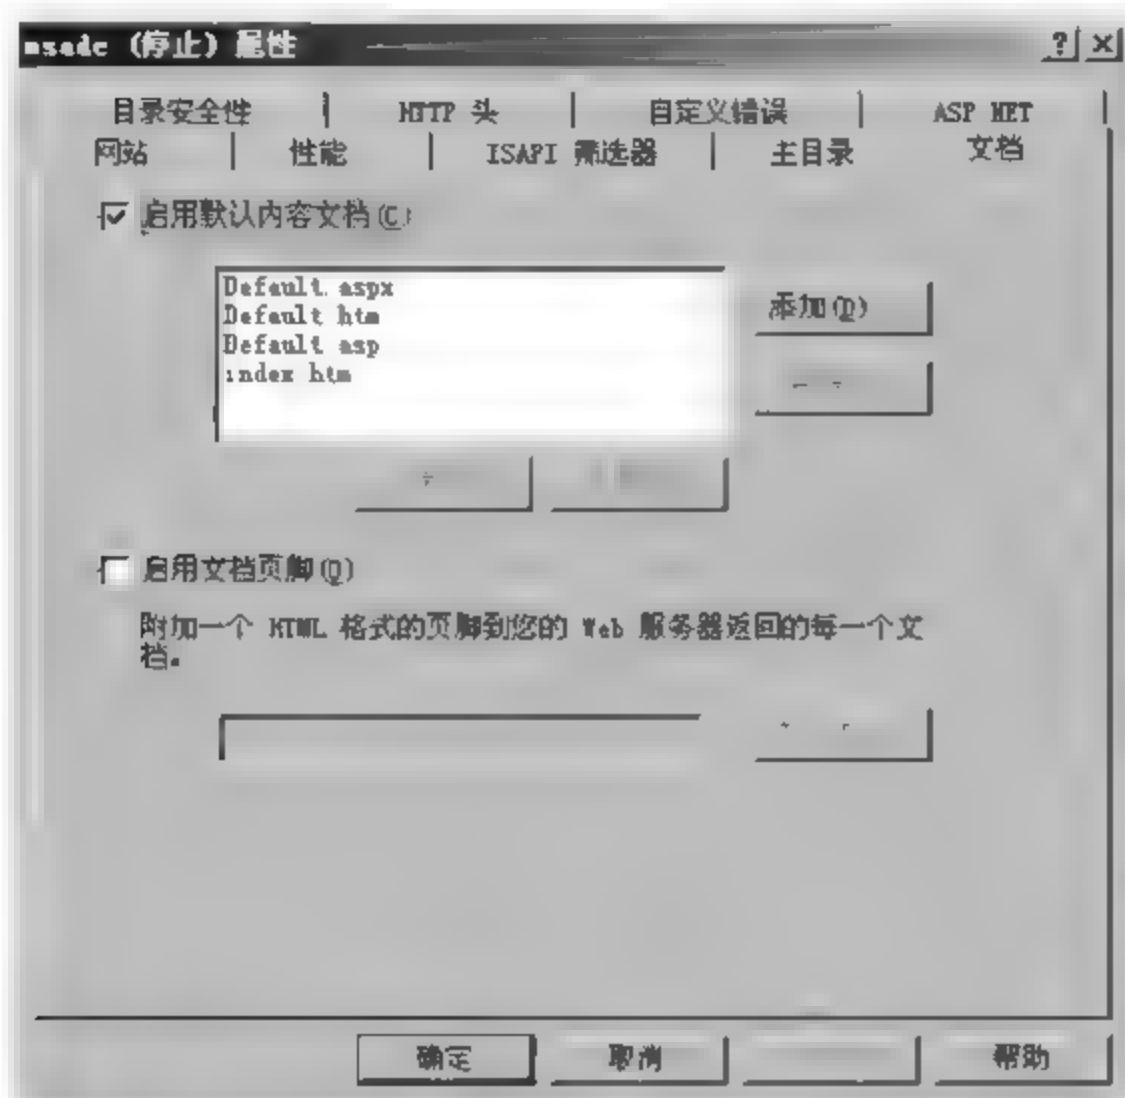 msadc (停止) 属性
目录安全性 HTTP 头 自定义错误 ASP NET
网站 性能 ISAPI 筛选器 主目录 文档
启用默认内容文档(C)
Default.aspx
Default htm
Default asp
index htm
添加(D)
启用文档页脚(O)
附加一个 HTML 格式的页脚到您的 Web 服务器返回的每一个文
档。
确定 取消 帮助